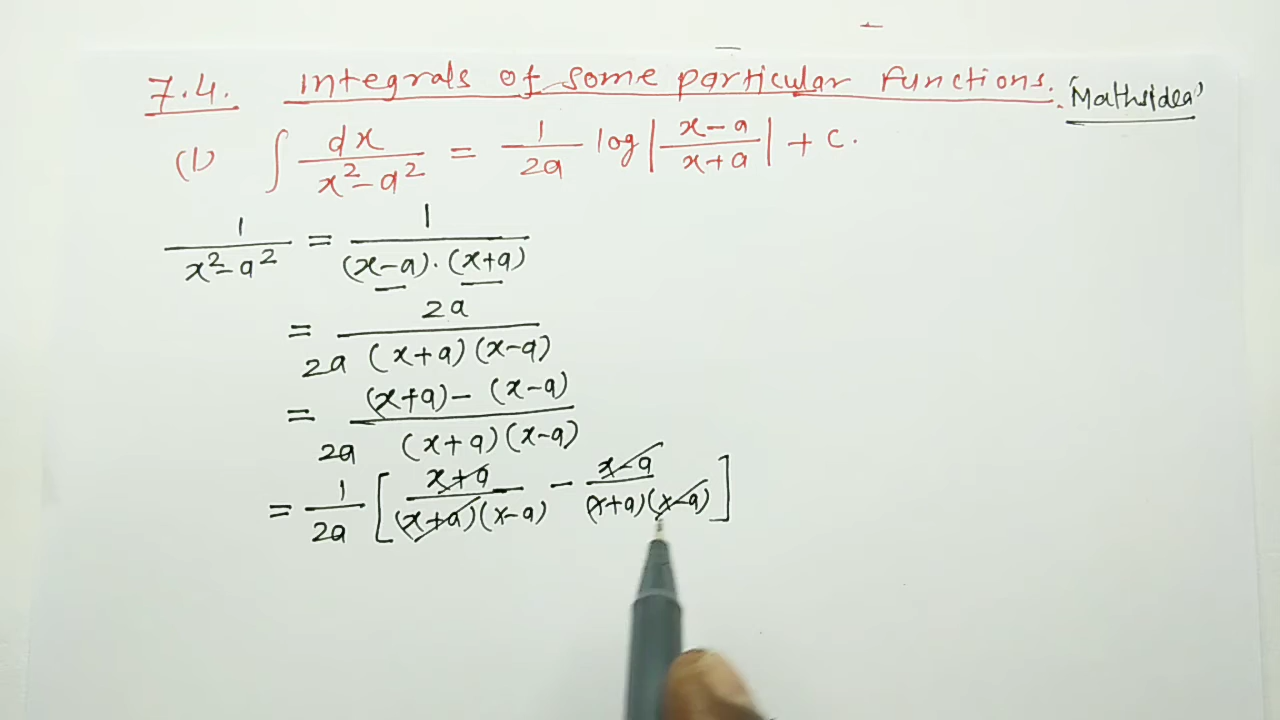 7.4. Integrals of some particular functions. 'Mathsidea'
(1) ∫ dx/(x²-a²) = 1/2a log|(x-a)/(x+a)| + c.
1/(x²-a²) = 1/((x-a).(x+a))
= 2a/(2a (x+a)(x-a))
= ((x+a)-(x-a))/(2a (x+a)(x-a))
= 1/2a [(x+a)/((x+a)(x-a)) - (x-a)/((x+a)(x-a))]